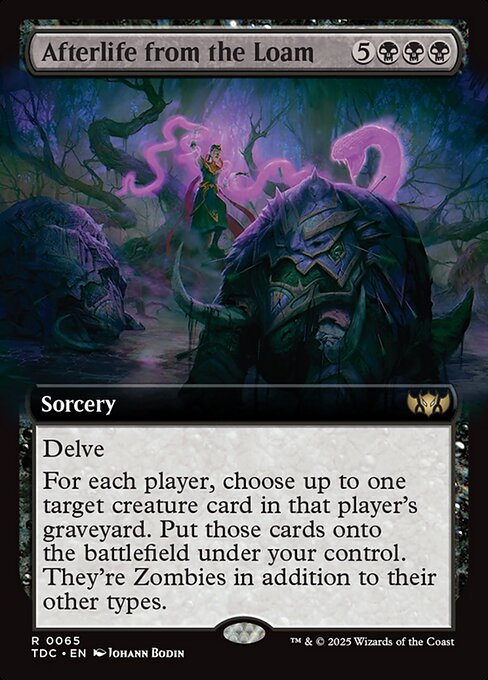 Afterlife from the Loam 5
Sorcery
Delve
For each player, choose up to one
target creature card in that player's
graveyard. Put those cards onto
the battlefield under your control.
They're Zombies in addition to their
other types.
R 0065
TDC • EN Johann Bodin
™ & © 2025 Wizards of the Coast